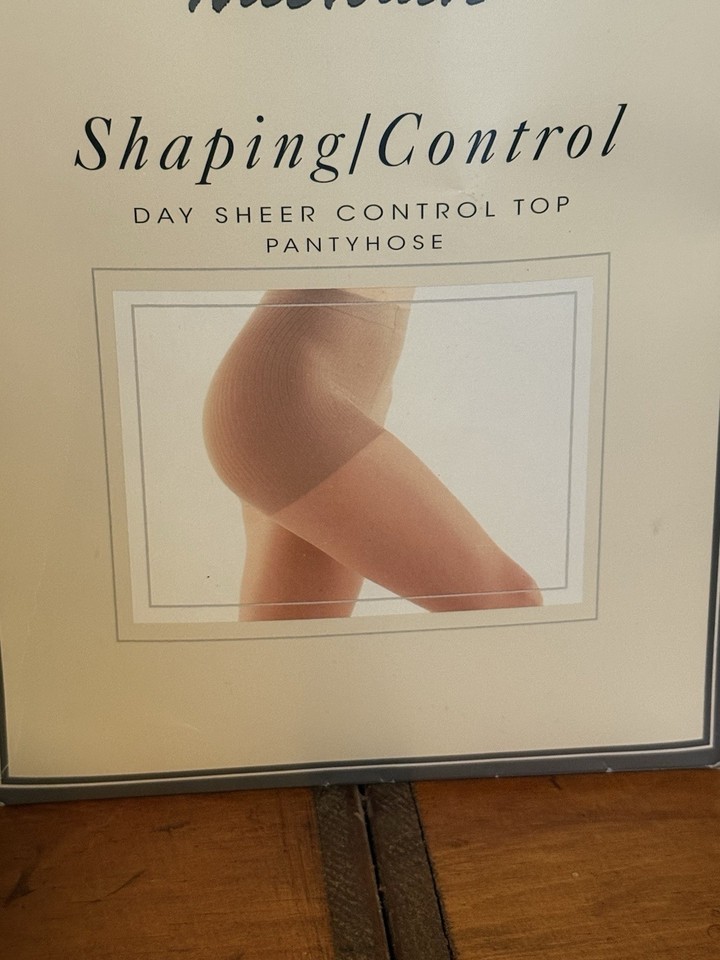 Shaping/Control
DAY SHEER CONTROL TOP
PANTYHOSE